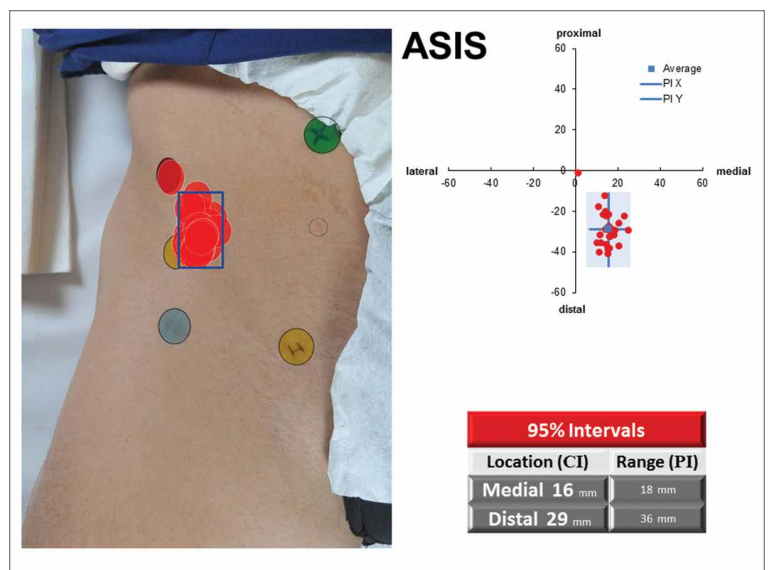 ASIS
proximal
60
40
20
0
-20
-40
-60
distal
lateral
medial
-60 -40 -20 0 20 40 60
Average
PI X
PI Y
95% Intervals
Location (CI) Range (PI)
Medial 16 mm 18 mm
Distal 29 mm 36 mm
H